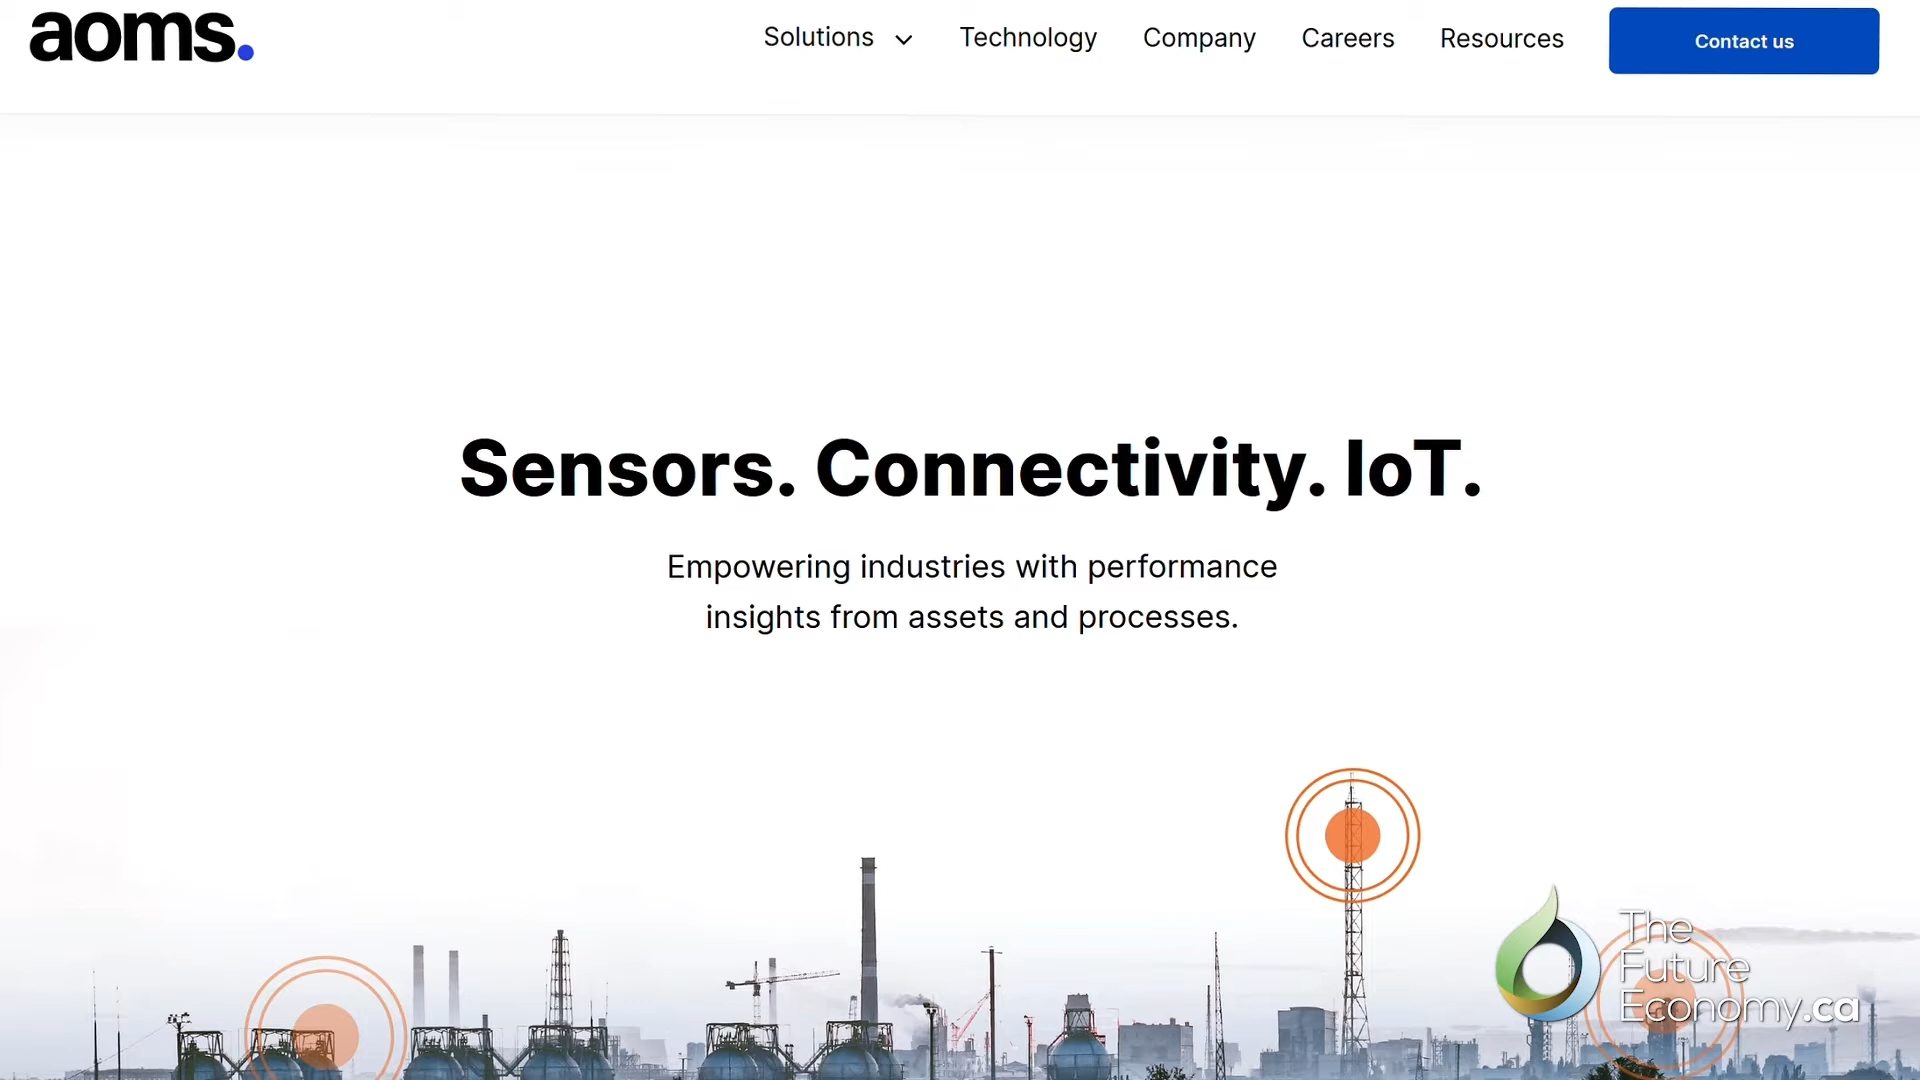 aoms.
Solutions
Technology
Company
Careers
Resources
Contact us
Sensors. Connectivity. IoT.
Empowering industries with performance
insights from assets and processes.
The
Future
Economy.ca